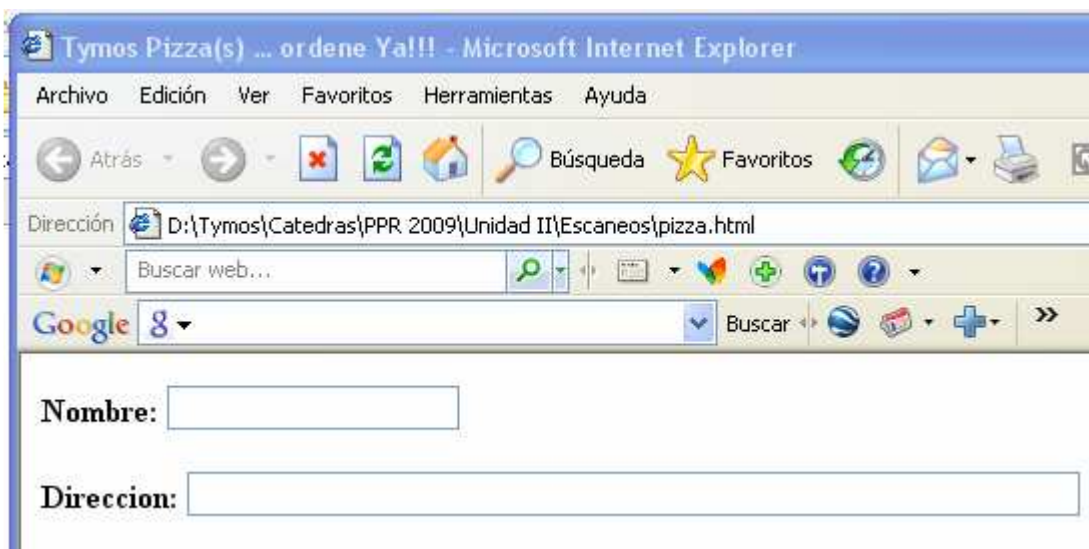 Tymos Pizza(s) ... ordene Ya!!! - Microsoft Internet Explorer
Archivo Edición Ver Favoritos Herramientas Ayuda
Atrás Búsqueda Favoritos
Dirección D:\Tymos\Catedras\PPR 2009\Unidad II\Escaneos\pizza.html
Buscar web...
Google g Buscar »
Nombre:
Direccion: